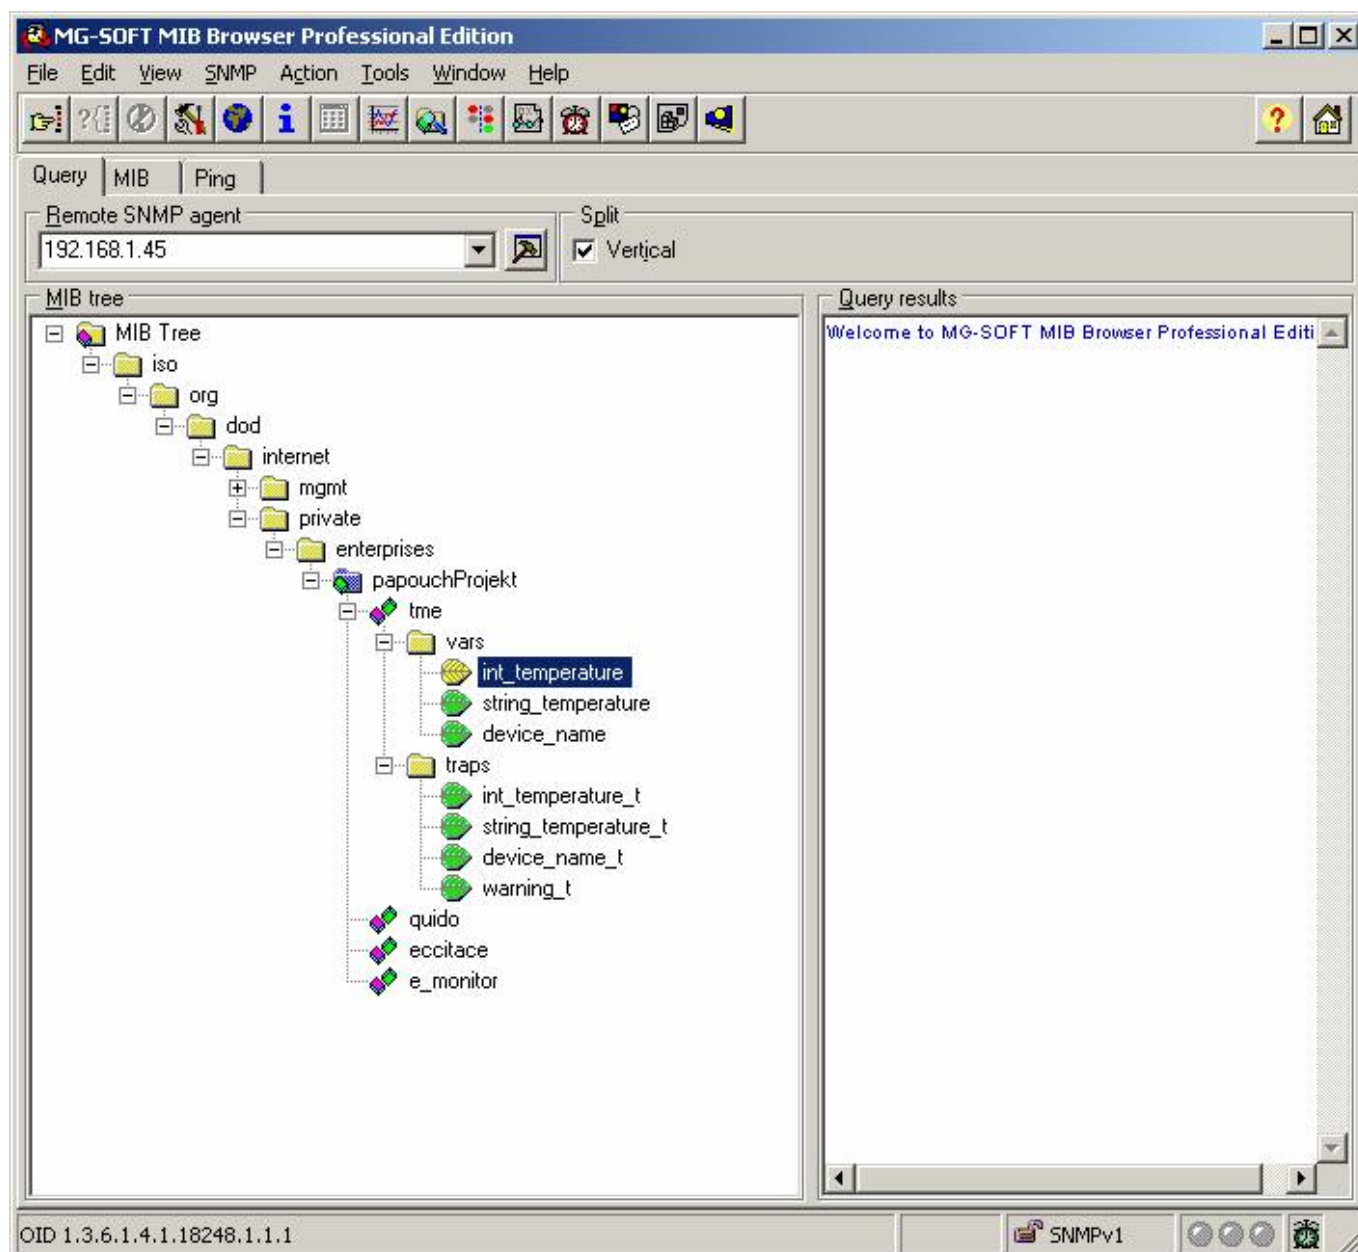 MG-SOFT MIB Browser Professional Edition
File Edit View SNMP Action Tools Window Help
Query MIB Ping
Remote SNMP agent
Split
192.168.1.45
Vertical
MIB tree
Query results
MIB Tree
Welcome to MG-SOFT MIB Browser Professional Editi
iso
org
dod
internet
mgmt
private
enterprises
papouchProjekt
tme
vars
int_temperature
string_temperature
device_name
traps
int_temperature_t
string_temperature_t
device_name_t
warning_t
quido
eccitace
e_monitor
OID 1.3.6.1.4.1.18248.1.1.1
SNMPv1